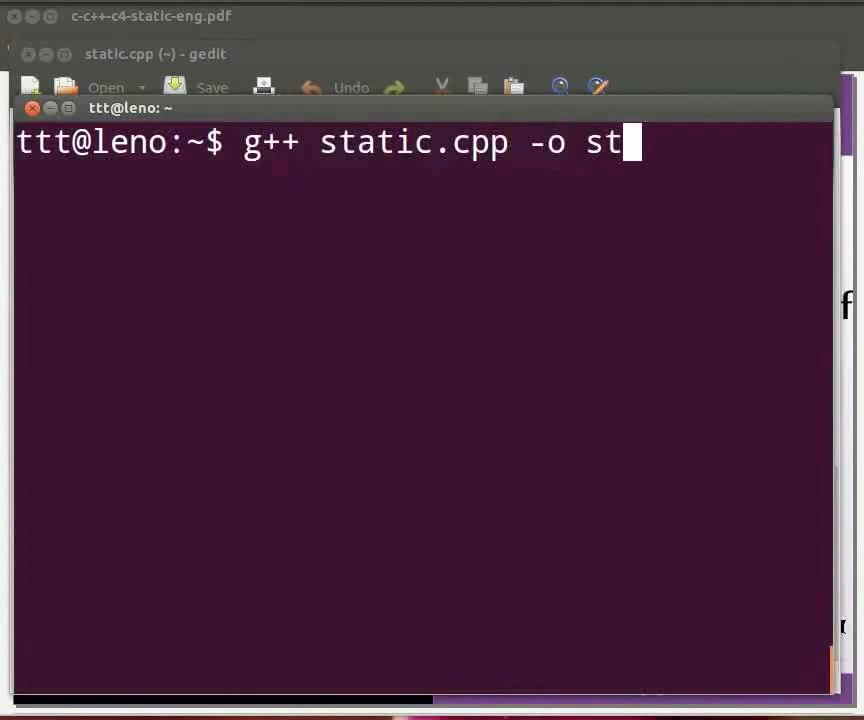 c-c++-c4-static-eng.pdf
static.cpp (~) - gedit
Open Save Undo
ttt@leno: ~
ttt@leno:~$ g++ static.cpp -o st
f